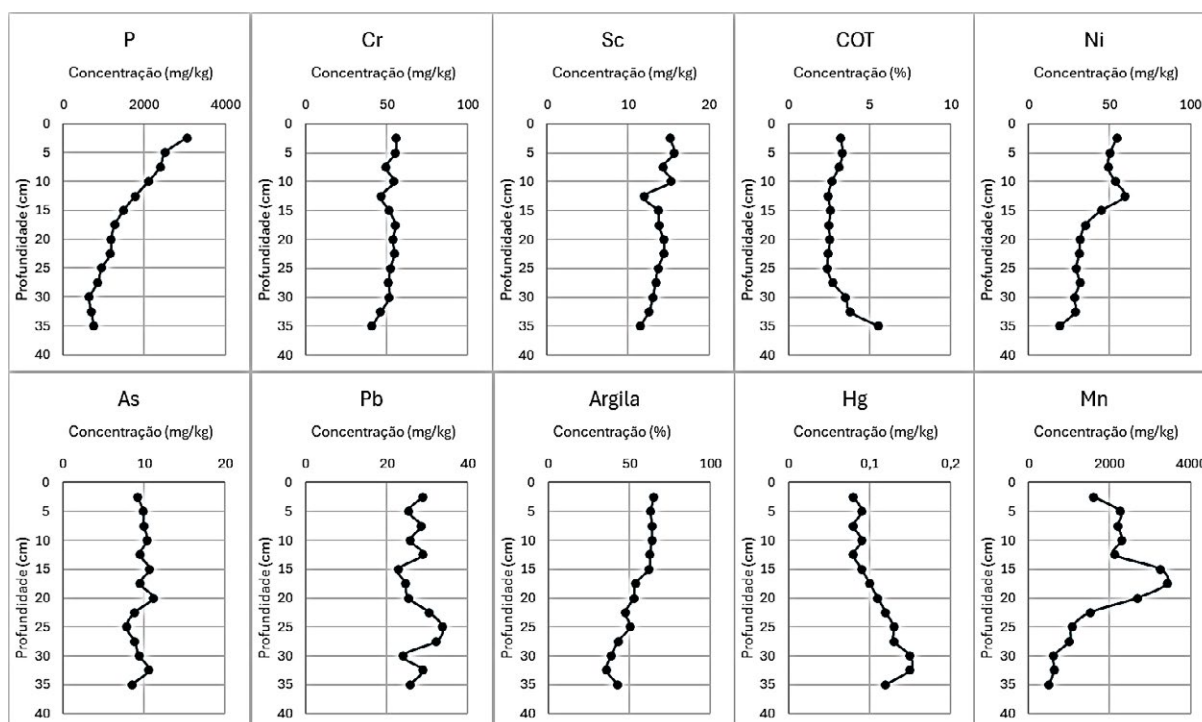 P
Concentração (mg/kg)
0 2000 4000
Profundidade (cm)
0
5
10
15
20
25
30
35
40
Cr
Concentração (mg/kg)
0 50 100
Profundidade (cm)
0
5
10
15
20
25
30
35
40
Sc
Concentração (mg/kg)
0 10 20
Profundidade (cm)
0
5
10
15
20
25
30
35
40
COT
Concentração (%)
0 5 10
Profundidade (cm)
0
5
10
15
20
25
30
35
40
Ni
Concentração (mg/kg)
0 50 100
Profundidade (cm)
0
5
10
15
20
25
30
35
40
As
Concentração (mg/kg)
0 10 20
Profundidade (cm)
0
5
10
15
20
25
30
35
40
Pb
Concentração (mg/kg)
0 20 40
Profundidade (cm)
0
5
10
15
20
25
30
35
40
Argila
Concentração (%)
0 50 100
Profundidade (cm)
0
5
10
15
20
25
30
35
40
Hg
Concentração (mg/kg)
0 0,1 0,2
Profundidade (cm)
0
5
10
15
20
25
30
35
40
Mn
Concentração (mg/kg)
0 2000 4000
Profundidade (cm)
0
5
10
15
20
25
30
35
40